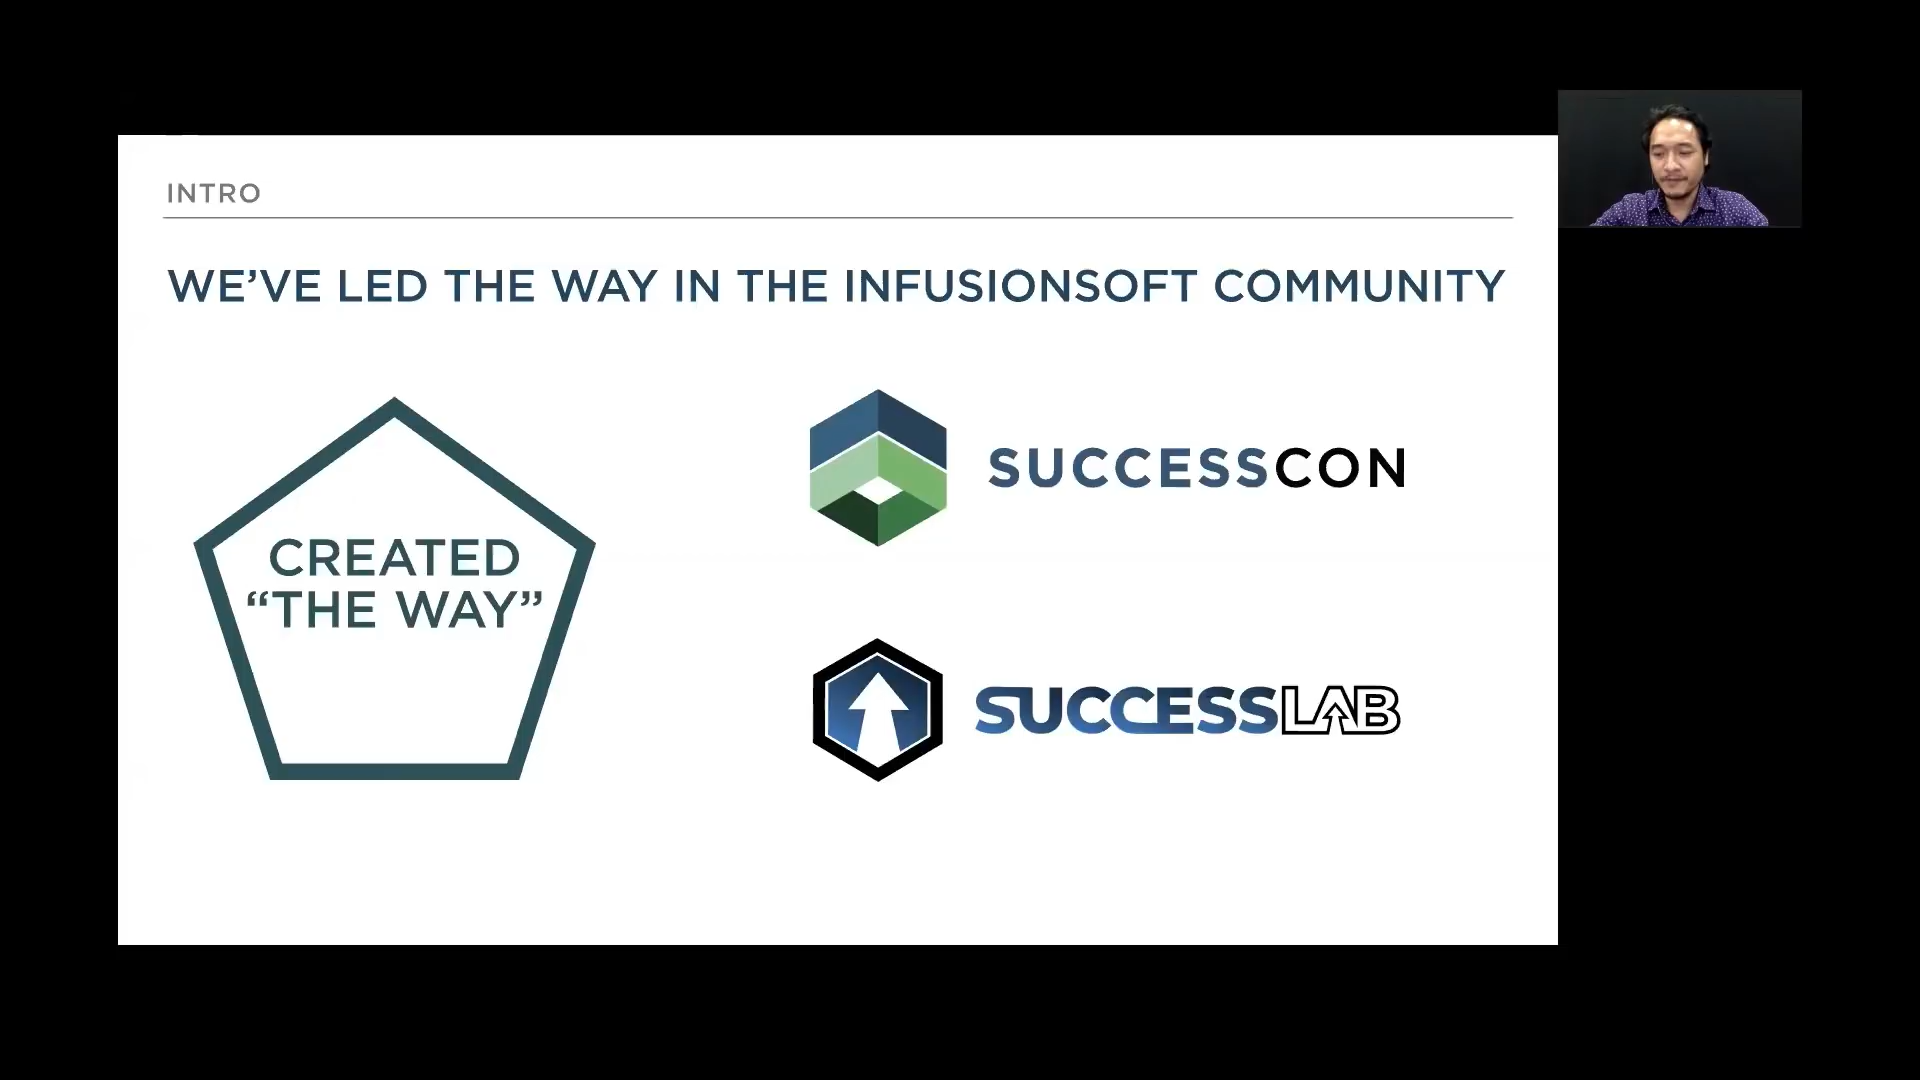 INTRO
WE’VE LED THE WAY IN THE INFUSIONSOFT COMMUNITY
CREATED
“THE WAY”
SUCCESSCON
SUCCESSLAB